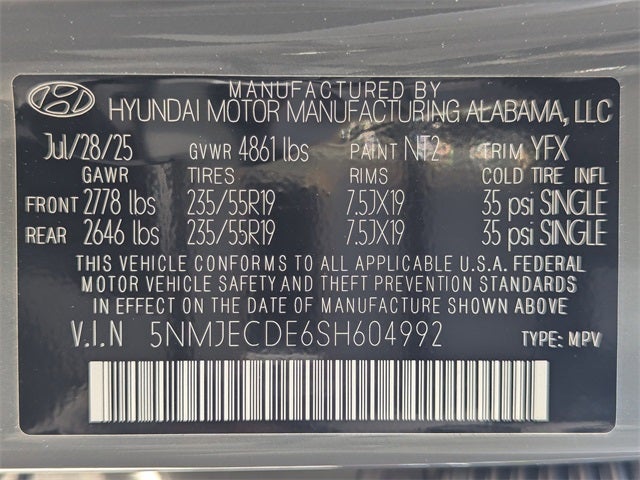 MANUFACTURED BY
HYUNDAI MOTOR MANUFACTURING ALABAMA, LLC
Jul/28/25 GVWR 4861 lbs PAINT NT2 TRIM YFX
GAWR TIRES RIMS COLD TIRE INFL
FRONT 2778 lbs 235/55R19 7.5JX19 35 psi SINGLE
REAR 2646 lbs 235/55R19 7.5JX19 35 psi SINGLE
THIS VEHICLE CONFORMS TO ALL APPLICABLE U.S.A. FEDERAL
MOTOR VEHICLE SAFETY AND THEFT PREVENTION STANDARDS
IN EFFECT ON THE DATE OF MANUFACTURE SHOWN ABOVE
V.I.N 5NMJECDE6SH604992 TYPE: MPV